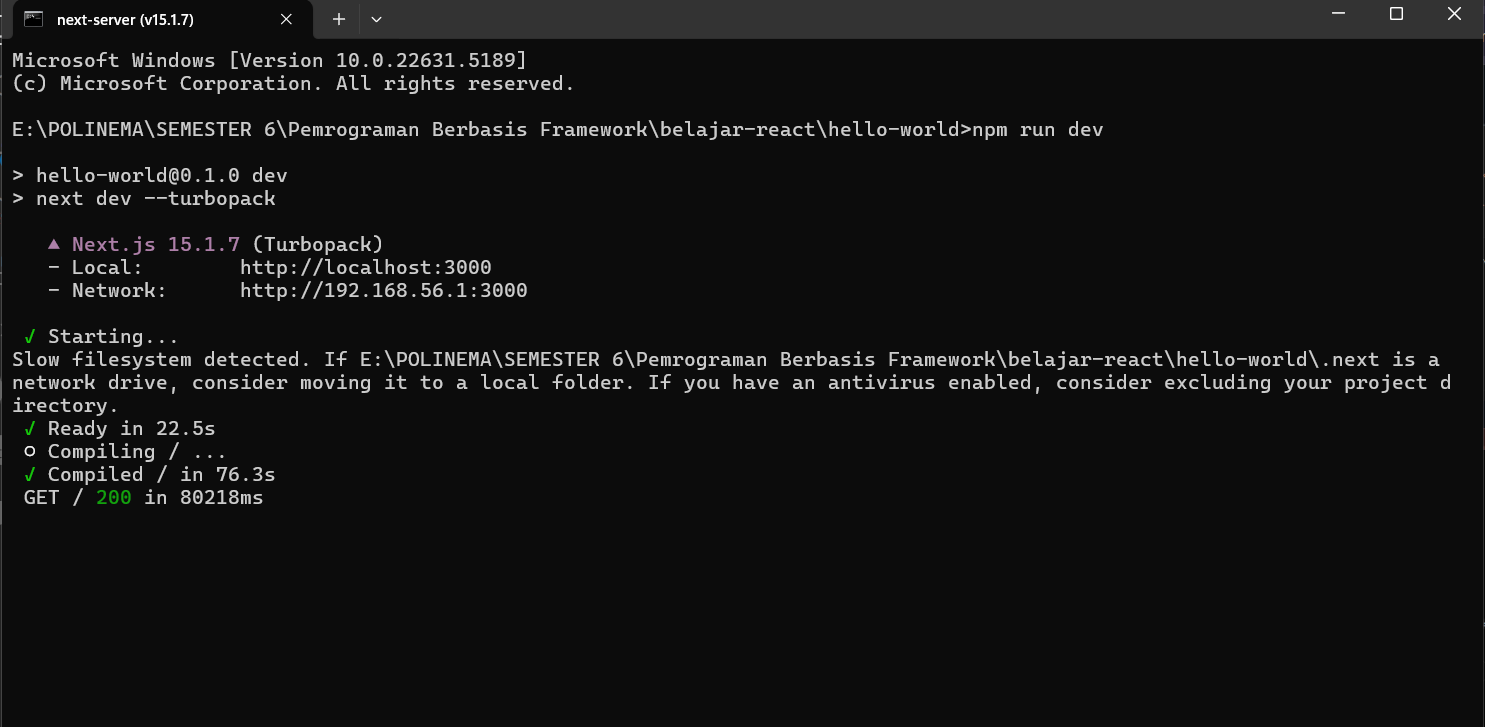 next-server (v15.1.7)
Microsoft Windows [Version 10.0.22631.5189]
(c) Microsoft Corporation. All rights reserved.
E:\POLINEMA\SEMESTER 6\Pemrograman Berbasis Framework\belajar-react\hello-world>npm run dev
> hello-world@0.1.0 dev
> next dev --turbopack
▲ Next.js 15.1.7 (Turbopack)
- Local:        http://localhost:3000
- Network:      http://192.168.56.1:3000
✓ Starting...
Slow filesystem detected. If E:\POLINEMA\SEMESTER 6\Pemrograman Berbasis Framework\belajar-react\hello-world\.next is a
network drive, consider moving it to a local folder. If you have an antivirus enabled, consider excluding your project d
irectory.
✓ Ready in 22.5s
○ Compiling / ...
✓ Compiled / in 76.3s
GET / 200 in 80218ms